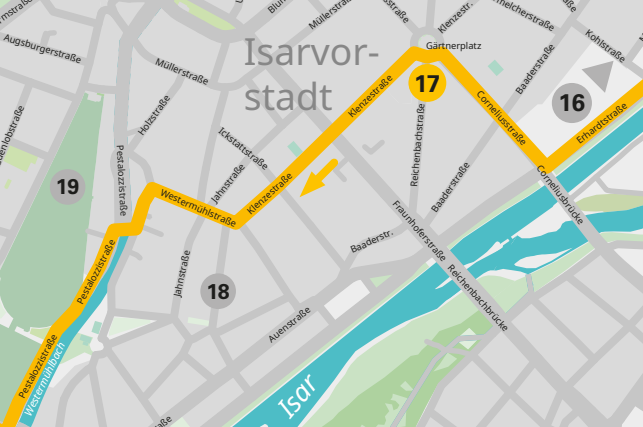 Müllerstraße
Klenzestr.
Augsburgerstraße
Isarvor-
stadt
Gärtnerplatz
Kohlstraße
Müllerstraße
Baaderstraße
Klenzestraße
17
16
Holzstraße
Corneliusstraße
Erhardtstraße
Ickstattstraße
Reichenbachstraße
Pestalozzistraße
19
Jahnstraße
Klenzestraße
Baaderstraße
Corneliusbrücke
Westermühlstraße
Fraunhoferstraße
Baaderstr.
Pestalozzistraße
Jahnstraße
18
Reichenbachbrücke
Auenstraße
Pestalozzistraße
Westermühlbach
Isar